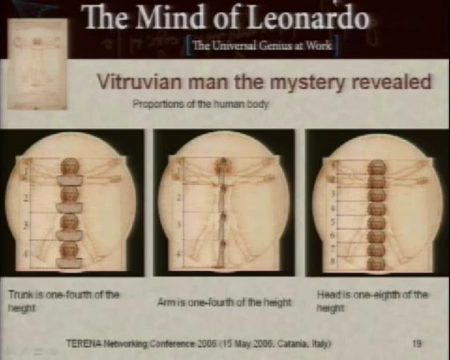 The Mind of Leonardo
[The Universal Genius at Work]
Vitruvian man the mystery revealed
Proportions of the human body
Trunk is one-fourth of the
height
Arm is one-fourth of the height
Head is one-eighth of the
height
TERENA Networking Conference 2006 (15 May 2006, Catania, Italy)
19